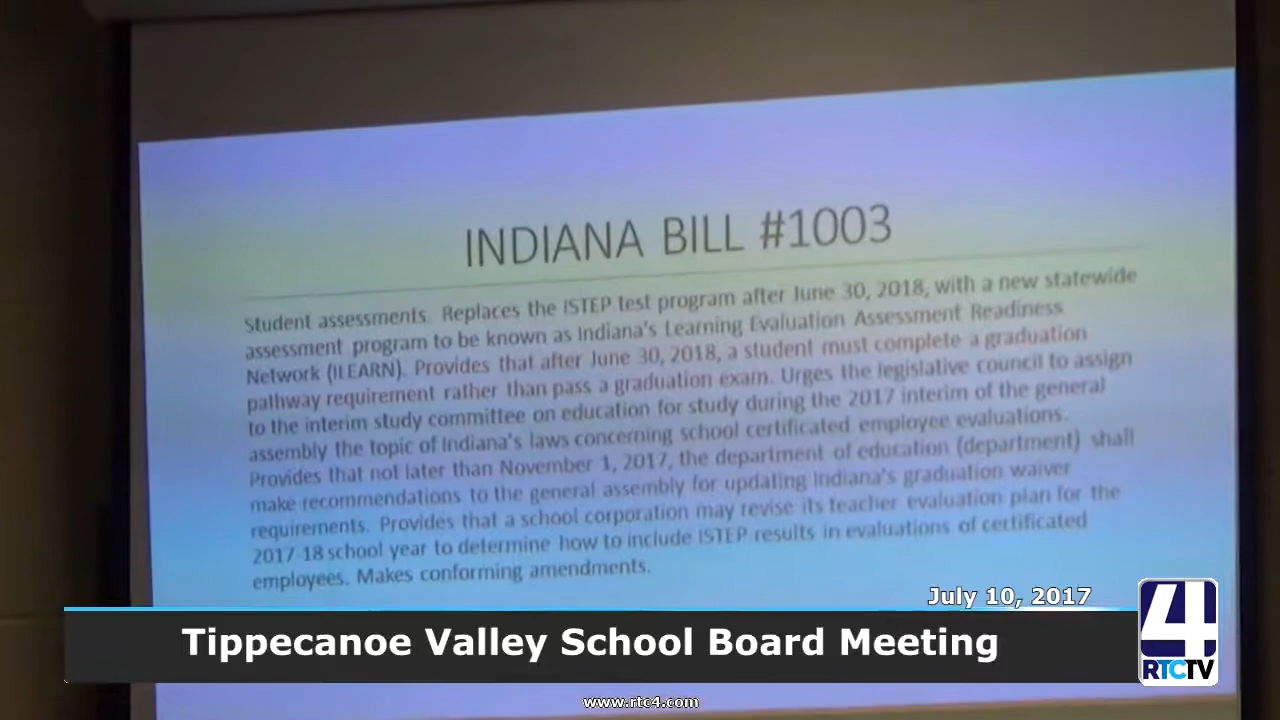 INDIANA BILL #1003
Student assessments. Replaces the ISTEP test program after June 30, 2018, with a new statewide
assessment program to be known as Indiana's Learning Evaluation Assessment Readiness
Network (ILEARN). Provides that after June 30, 2018, a student must complete a graduation
pathway requirement rather than pass a graduation exam. Urges the legislative council to assign
to the interim study committee on education for study during the 2017 interim of the general
assembly the topic of Indiana's laws concerning school certificated employee evaluations.
Provides that not later than November 1, 2017, the department of education (department) shall
make recommendations to the general assembly for updating Indiana's graduation waiver
requirements. Provides that a school corporation may revise its teacher evaluation plan for the
2017-18 school year to determine how to include ISTEP results in evaluations of certificated
employees. Makes conforming amendments.
July 10, 2017
Tippecanoe Valley School Board Meeting
4
RTCTV
www.rtc4.com